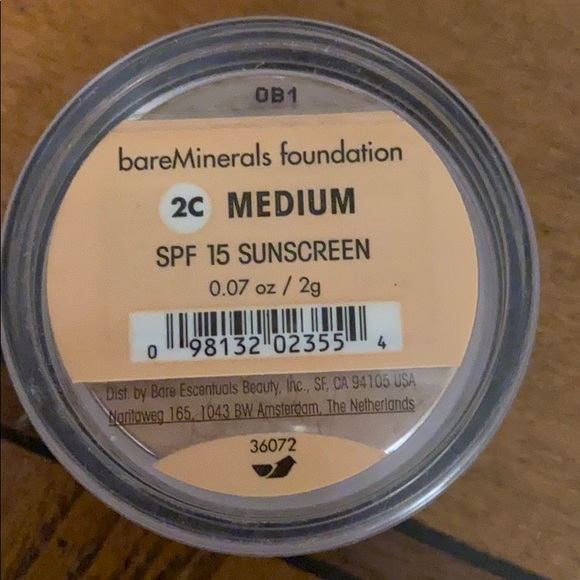 OB1
bareMinerals foundation
2C MEDIUM
SPF 15 SUNSCREEN
0.07 oz / 2g
0 98132 02355 4
Dist. by Bare Escentuals Beauty, Inc., SF, CA 94105 USA
Naritaweg 165, 1043 BW Amsterdam, The Netherlands
36072